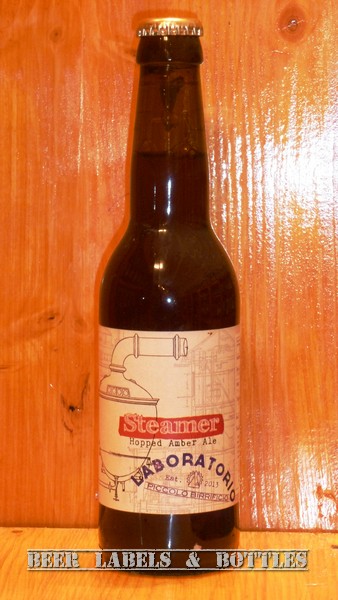 Steamer
Hopped Amber Ale
LABORATORIO
Est. 2013
PICCOLO BIRRIFICIO
BEER LABELS & BOTTLES